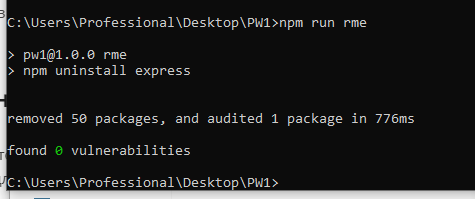 C:\Users\Professional\Desktop\PW1>npm run rme
> pw1@1.0.0 rme
> npm uninstall express
removed 50 packages, and audited 1 package in 776ms
found 0 vulnerabilities
C:\Users\Professional\Desktop\PW1>